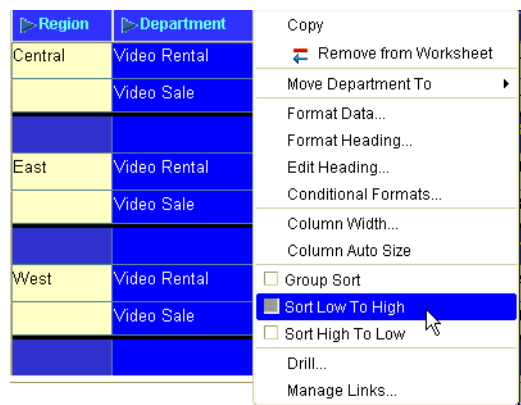 Region Department
Central Video Rental
Video Sale
East Video Rental
Video Sale
West Video Rental
Video Sale
Copy
Remove from Worksheet
Move Department To
Format Data...
Format Heading...
Edit Heading...
Conditional Formats...
Column Width...
Column Auto Size
Group Sort
Sort Low To High
Sort High To Low
Drill...
Manage Links...